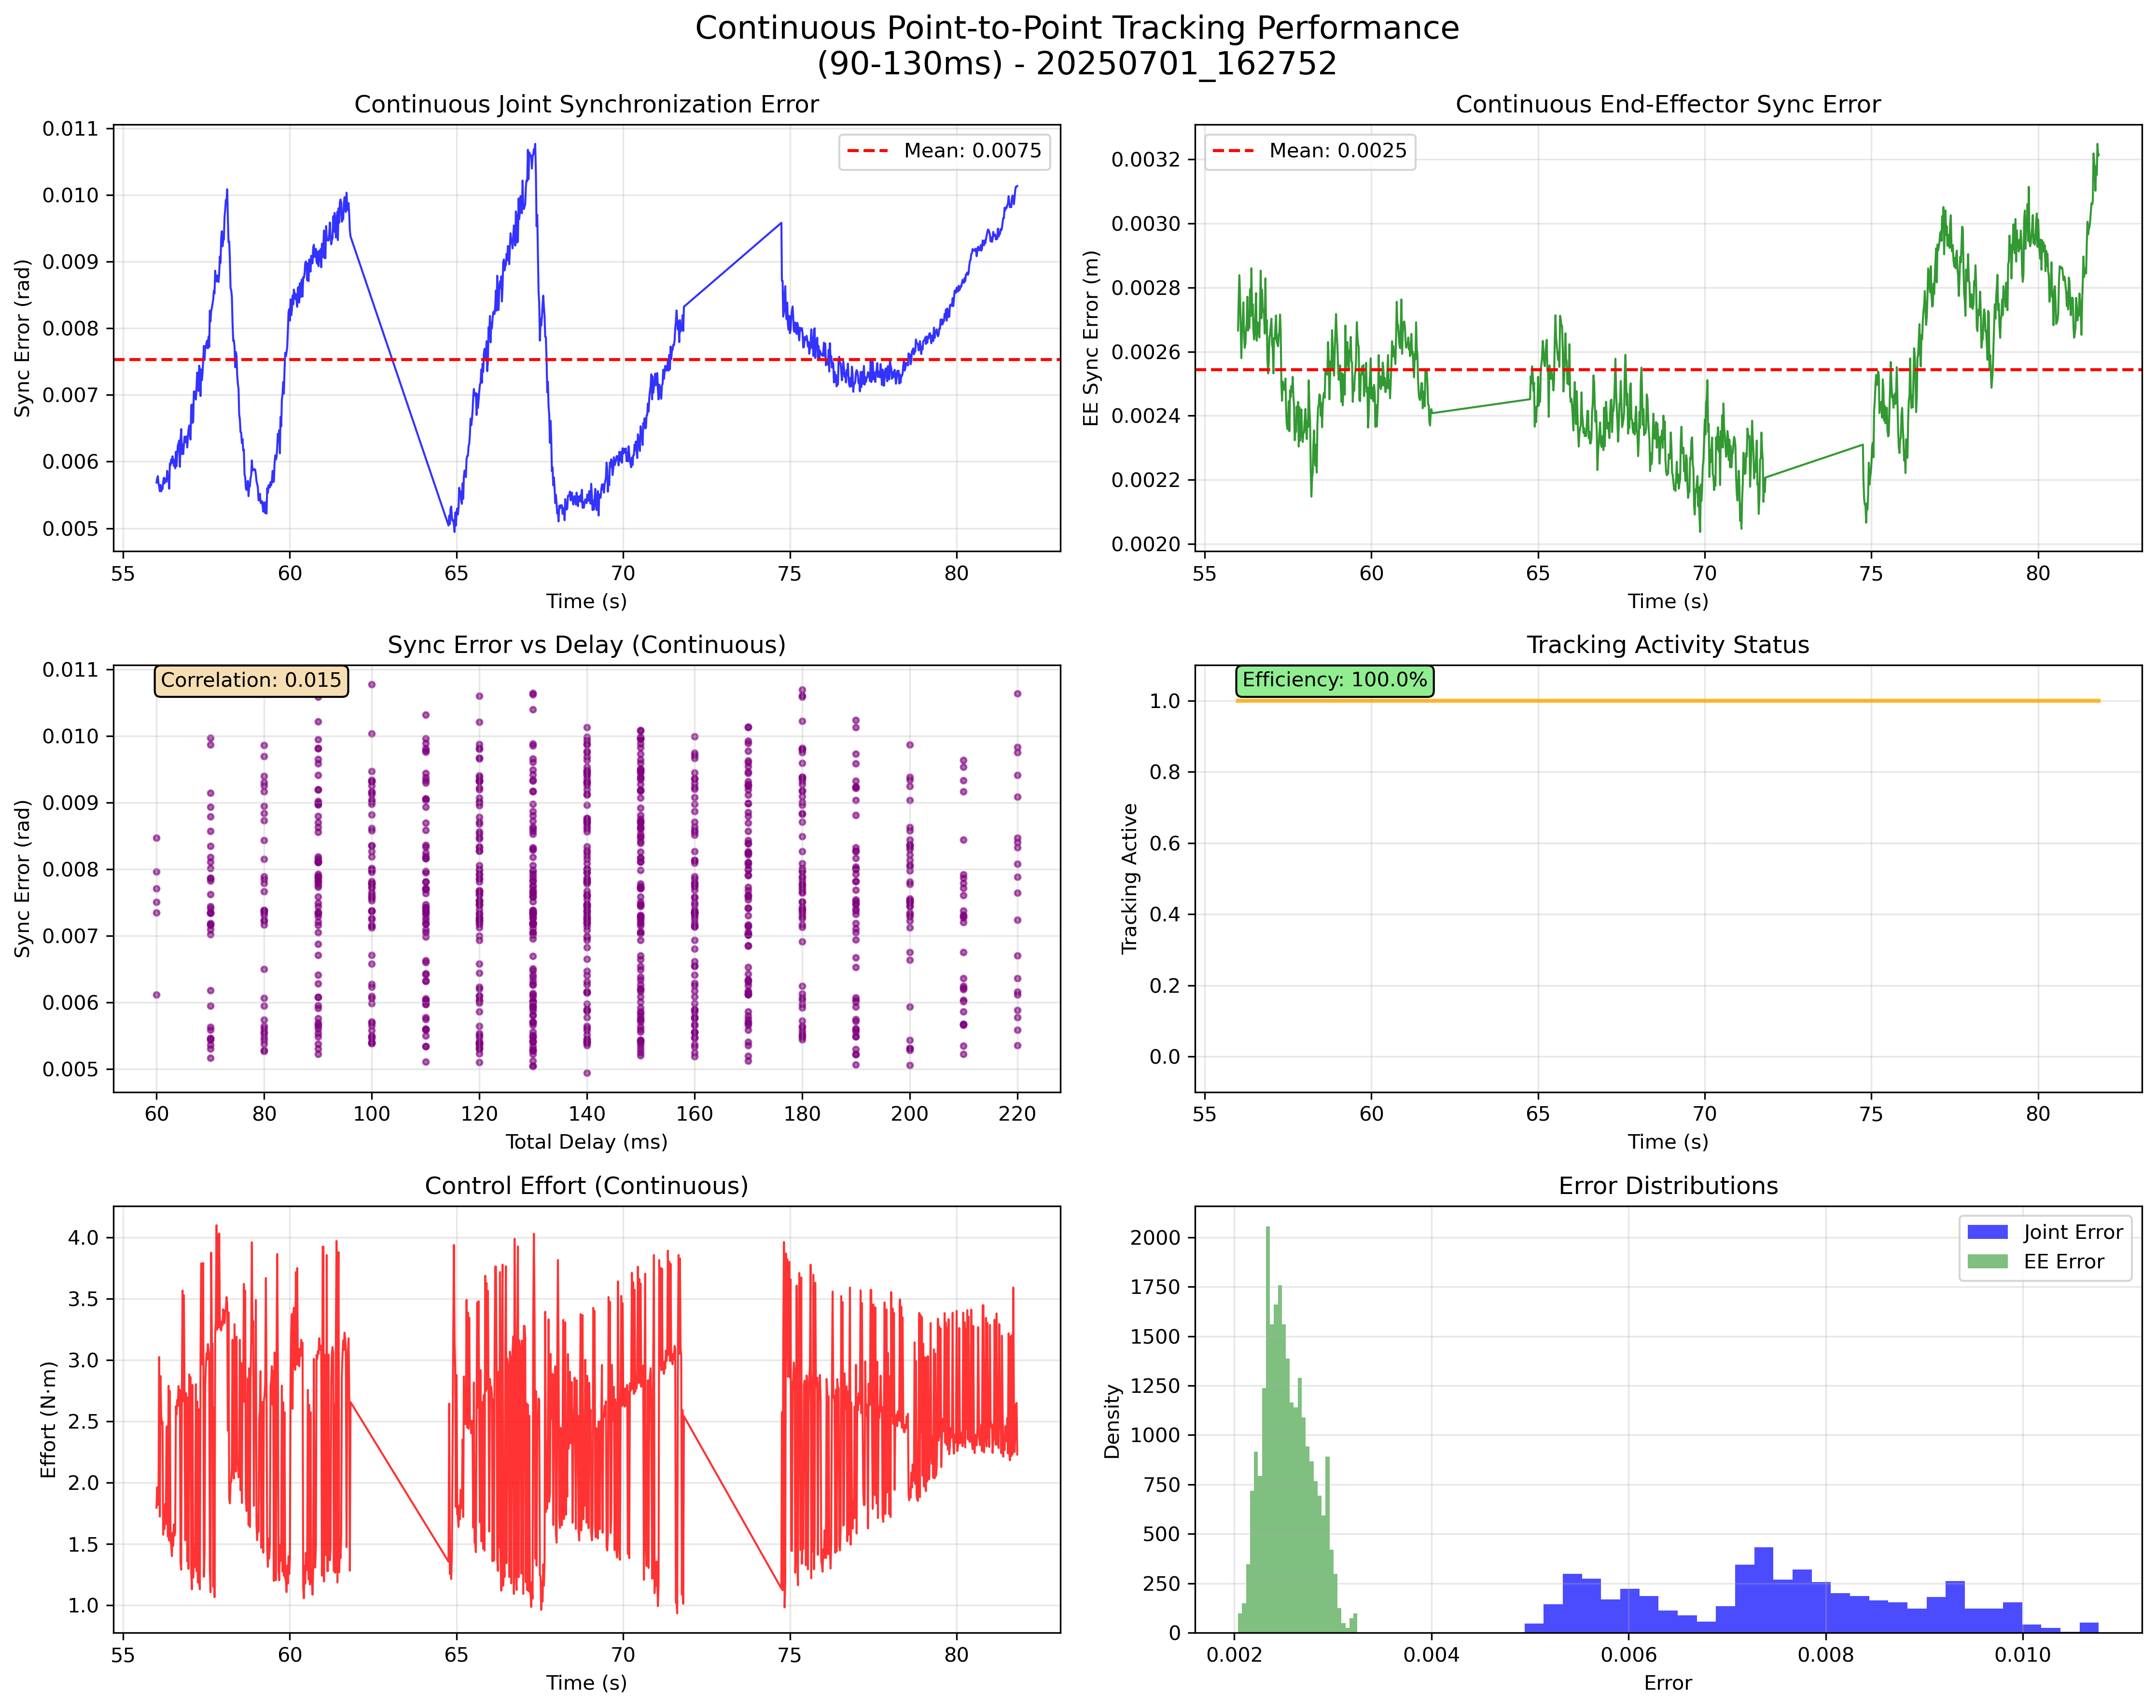 Continuous Point-to-Point Tracking Performance
(90-130ms) - 20250701_162752
Continuous Joint Synchronization Error
Sync Error (rad)
0.011
0.010
0.009
0.008
0.007
0.006
0.005
Mean: 0.0075
55 60 65 70 75 80
Time (s)
Continuous End-Effector Sync Error
EE Sync Error (m)
0.0032
0.0030
0.0028
0.0026
0.0024
0.0022
0.0020
Mean: 0.0025
55 60 65 70 75 80
Time (s)
Sync Error vs Delay (Continuous)
Sync Error (rad)
0.011
0.010
0.009
0.008
0.007
0.006
0.005
Correlation: 0.015
60 80 100 120 140 160 180 200 220
Total Delay (ms)
Tracking Activity Status
Tracking Active
1.0
0.8
0.6
0.4
0.2
0.0
Efficiency: 100.0%
55 60 65 70 75 80
Time (s)
Control Effort (Continuous)
Effort (N·m)
4.0
3.5
3.0
2.5
2.0
1.5
1.0
55 60 65 70 75 80
Time (s)
Error Distributions
Density
2000
1750
1500
1250
1000
750
500
250
0
Joint Error
EE Error
0.002 0.004 0.006 0.008 0.010
Error